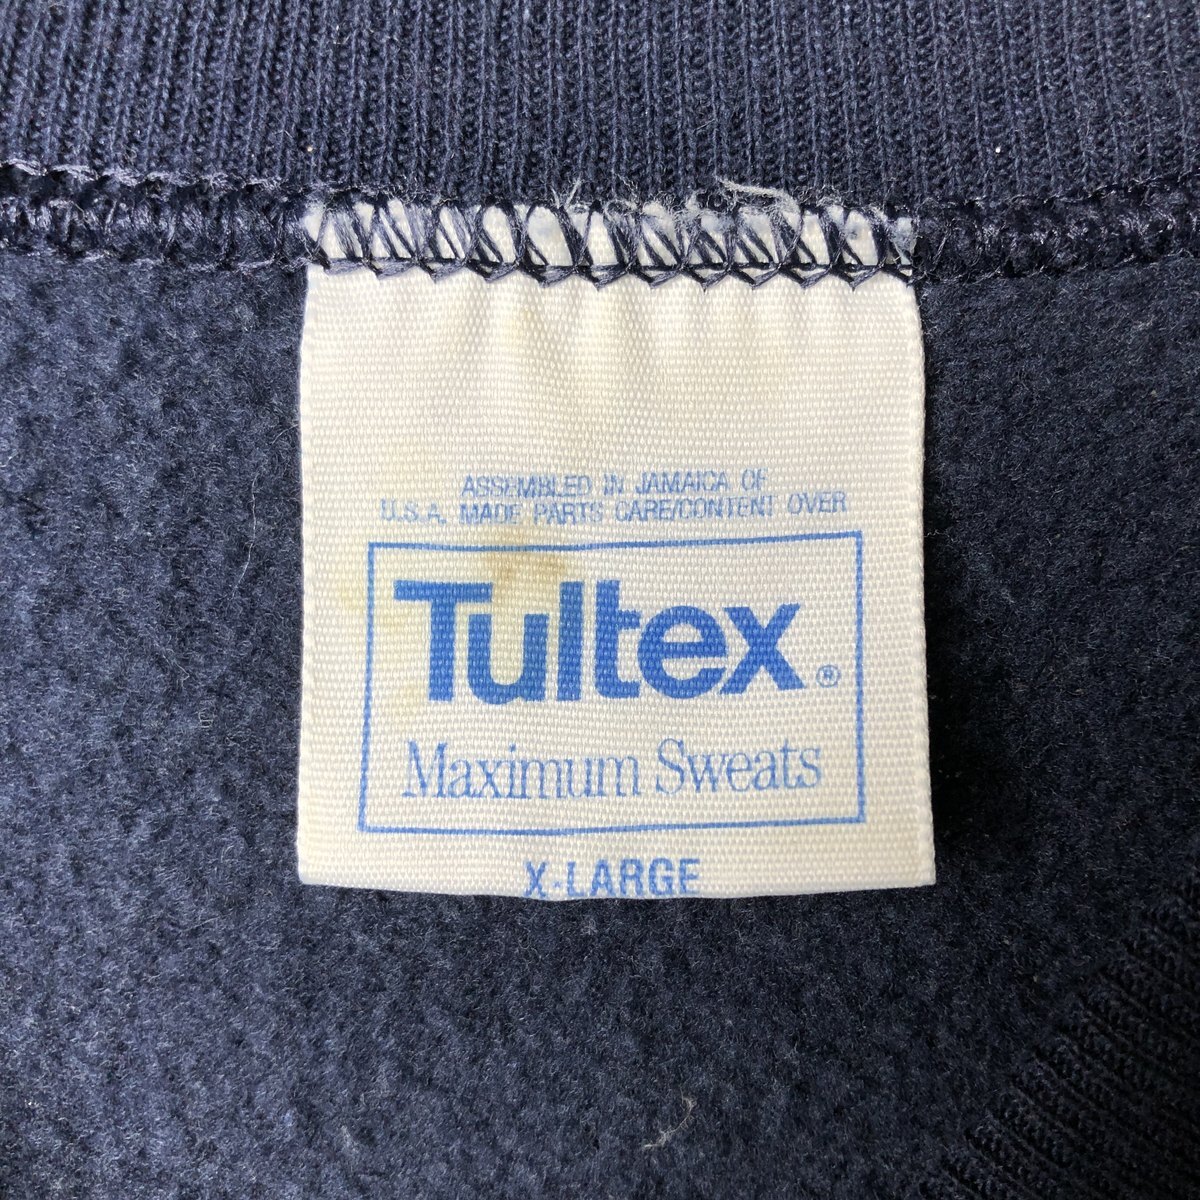 ASSEMBLED IN JAMAICA OF
U.S.A. MADE PARTS CARE/CONTENT OVER
Tultex®
Maximum Sweats
X-LARGE